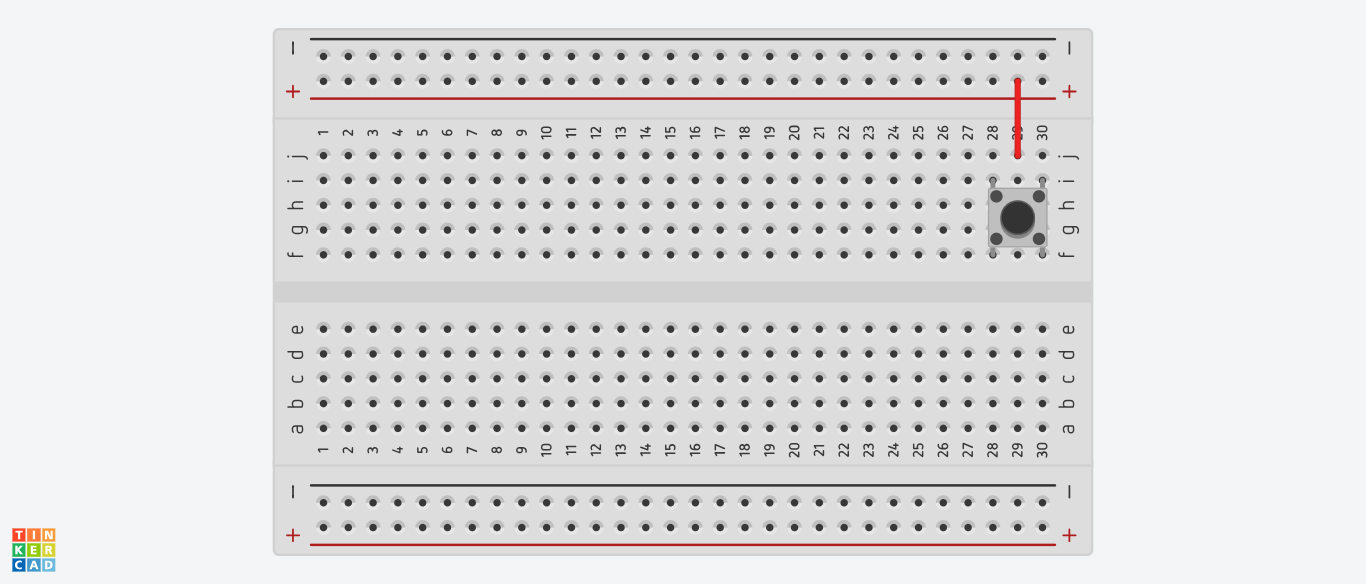 − −
+ +
1 2 3 4 5 6 7 8 9 10 11 12 13 14 15 16 17 18 19 20 21 22 23 24 25 26 27 28 29 30
j j
i i
h h
g g
f f
e e
d d
c c
b b
a a
1 2 3 4 5 6 7 8 9 10 11 12 13 14 15 16 17 18 19 20 21 22 23 24 25 26 27 28 29 30
− −
+ +
TIN
KER
CAD